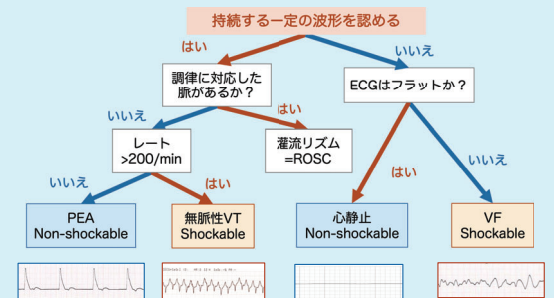 持続する一定の波形を認める
はい
いいえ
調律に対応した
脈があるか？
ECGはフラットか？
いいえ
はい
レート
>200/min
灌流リズム
=ROSC
はい
いいえ
いいえ
はい
PEA
Non-shockable
無脈性VT
Shockable
心静止
Non-shockable
VF
Shockable